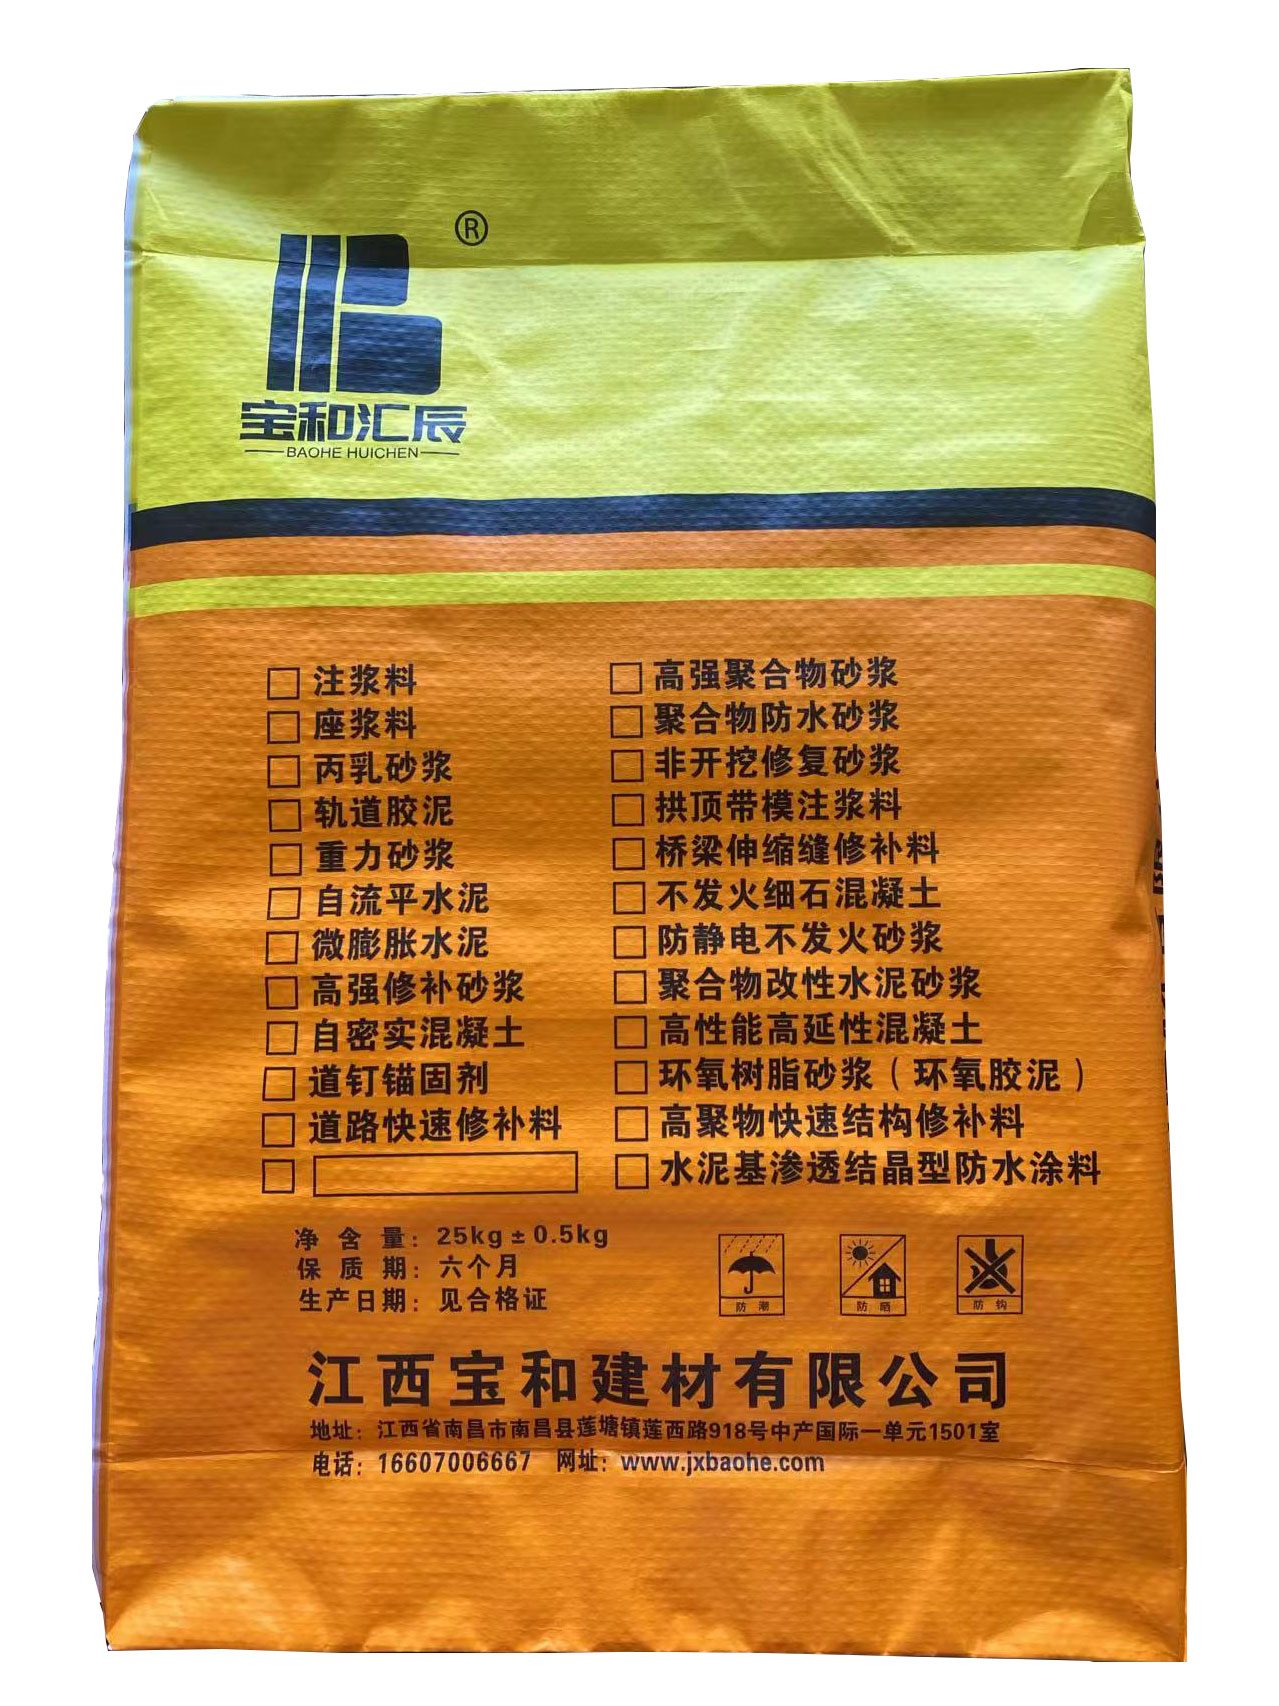 ®
宝和汇辰
BAOHE HUICHEN
□ 注浆料
□ 座浆料
□ 丙乳砂浆
□ 轨道胶泥
□ 重力砂浆
□ 自流平水泥
□ 微膨胀水泥
□ 高强修补砂浆
□ 自密实混凝土
□ 道钉锚固剂
□ 道路快速修补料
□ 高强聚合物砂浆
□ 聚合物防水砂浆
□ 非开挖修复砂浆
□ 拱顶带模注浆料
□ 桥梁伸缩缝修补料
□ 不发火细石混凝土
□ 防静电不发火砂浆
□ 聚合物改性水泥砂浆
□ 高性能高延性混凝土
□ 环氧树脂砂浆（环氧胶泥）
□ 高聚物快速结构修补料
□ 水泥基渗透结晶型防水涂料
净含量：25kg±0.5kg
保质期：六个月
生产日期：见合格证
防潮
防晒
防钩
江西宝和建材有限公司
地址：江西省南昌市南昌县莲塘镇莲西路918号中产国际一单元1501室
电话：16607006667 网址：www.jxbaohe.com